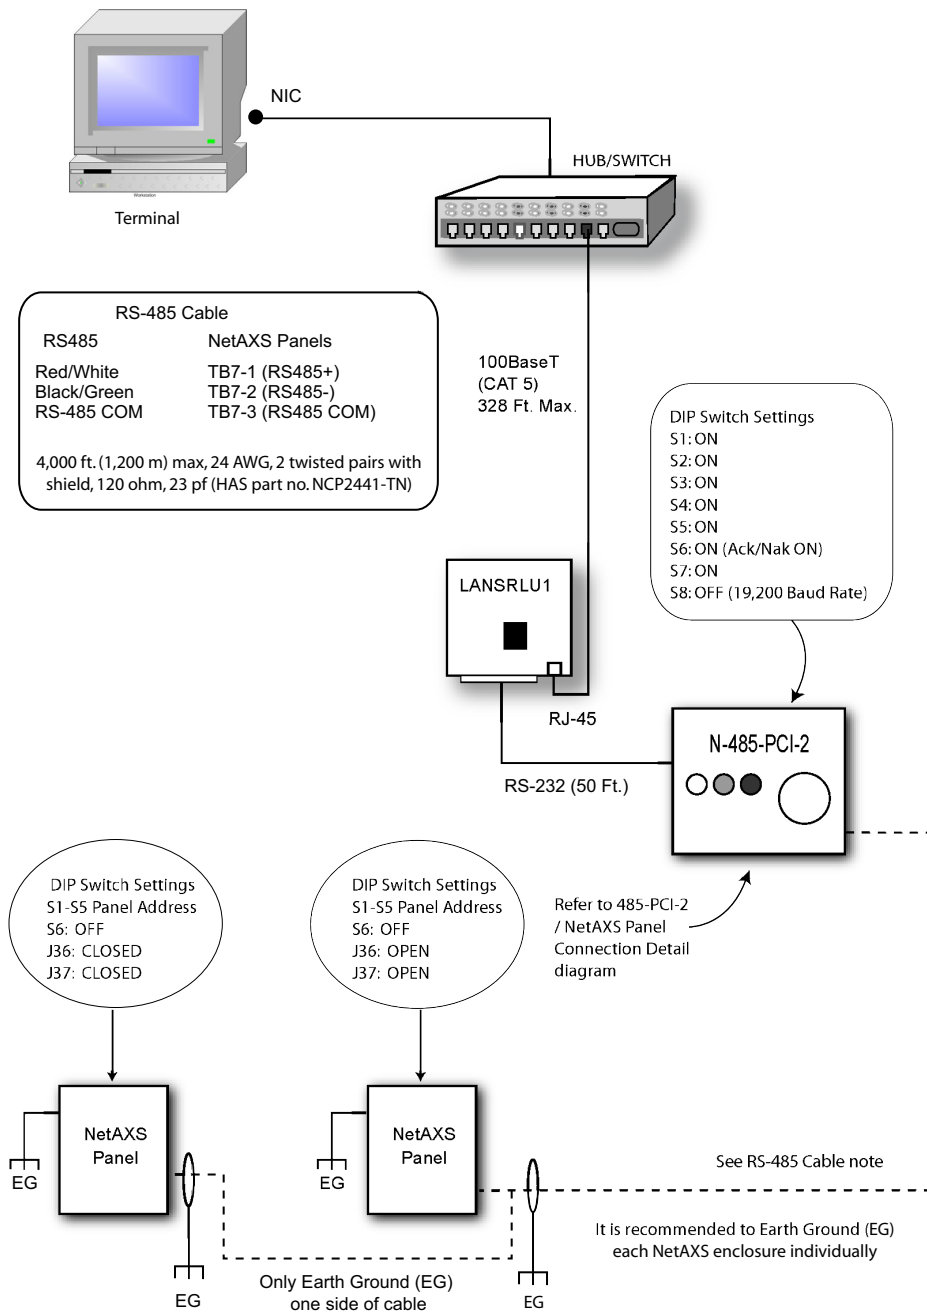 NIC
HUB/SWITCH
Workstation
Terminal
RS-485 Cable
RS485 NetAXS Panels
Red/White TB7-1 (RS485+)
Black/Green TB7-2 (RS485-)
RS-485 COM TB7-3 (RS485 COM)
4,000 ft. (1,200 m) max, 24 AWG, 2 twisted pairs with
shield, 120 ohm, 23 pf (HAS part no. NCP2441-TN)
100BaseT
(CAT 5)
328 Ft. Max.
DIP Switch Settings
S1: ON
S2: ON
S3: ON
S4: ON
S5: ON
S6: ON (Ack/Nak ON)
S7: ON
S8: OFF (19,200 Baud Rate)
LANSRLU1
RJ-45
N-485-PCI-2
RS-232 (50 Ft.)
DIP Switch Settings
S1-S5 Panel Address
S6: OFF
J36: CLOSED
J37: CLOSED
DIP Switch Settings
S1-S5 Panel Address
S6: OFF
J36: OPEN
J37: OPEN
Refer to 485-PCI-2
/ NetAXS Panel
Connection Detail
diagram
NetAXS
Panel
EG
EG
NetAXS
Panel
EG
EG
See RS-485 Cable note
It is recommended to Earth Ground (EG)
each NetAXS enclosure individually
Only Earth Ground (EG)
one side of cable